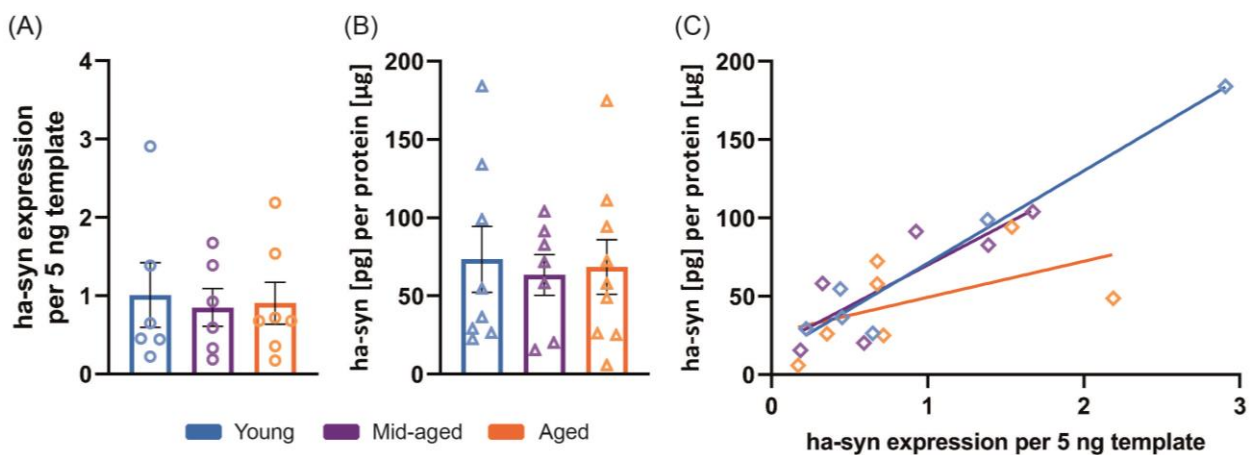 (A)
ha-syn expression
per 5 ng template
4
3
2
1
0
(B)
ha-syn [pg] per protein [µg]
200
150
100
50
0
(C)
ha-syn [pg] per protein [µg]
200
150
100
50
0
0 1 2 3
ha-syn expression per 5 ng template
Young Mid-aged Aged